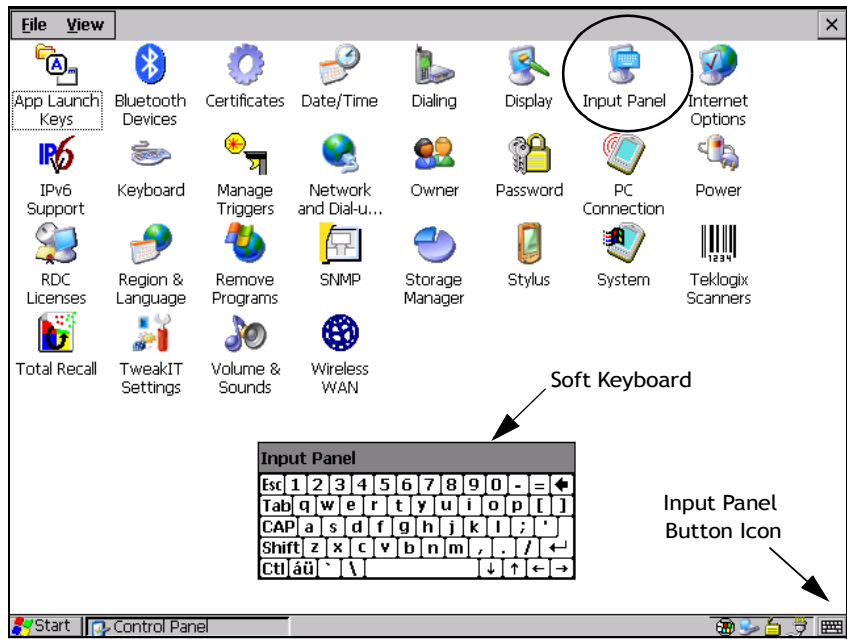 File View
App Launch Keys
Bluetooth Devices
Certificates
Date/Time
Dialing
Display
Input Panel
Internet Options
IPv6
IPv6 Support
Keyboard
Manage Triggers
Network and Dial-u...
Owner
Password
PC Connection
Power
RDC Licenses
Region & Language
Remove Programs
SNMP
Storage Manager
Stylus
System
1234
Teklogix Scanners
Total Recall
TweakIT Settings
Volume & Sounds
Wireless WAN
Soft Keyboard
Input Panel
Esc 1 2 3 4 5 6 7 8 9 0 - =
Tab q w e r t y u i o p [ ]
CAP a s d f g h j k l ; '
Shift z x c v b n m , . /
Ctl áü ` \
Input Panel
Button Icon
Start Control Panel